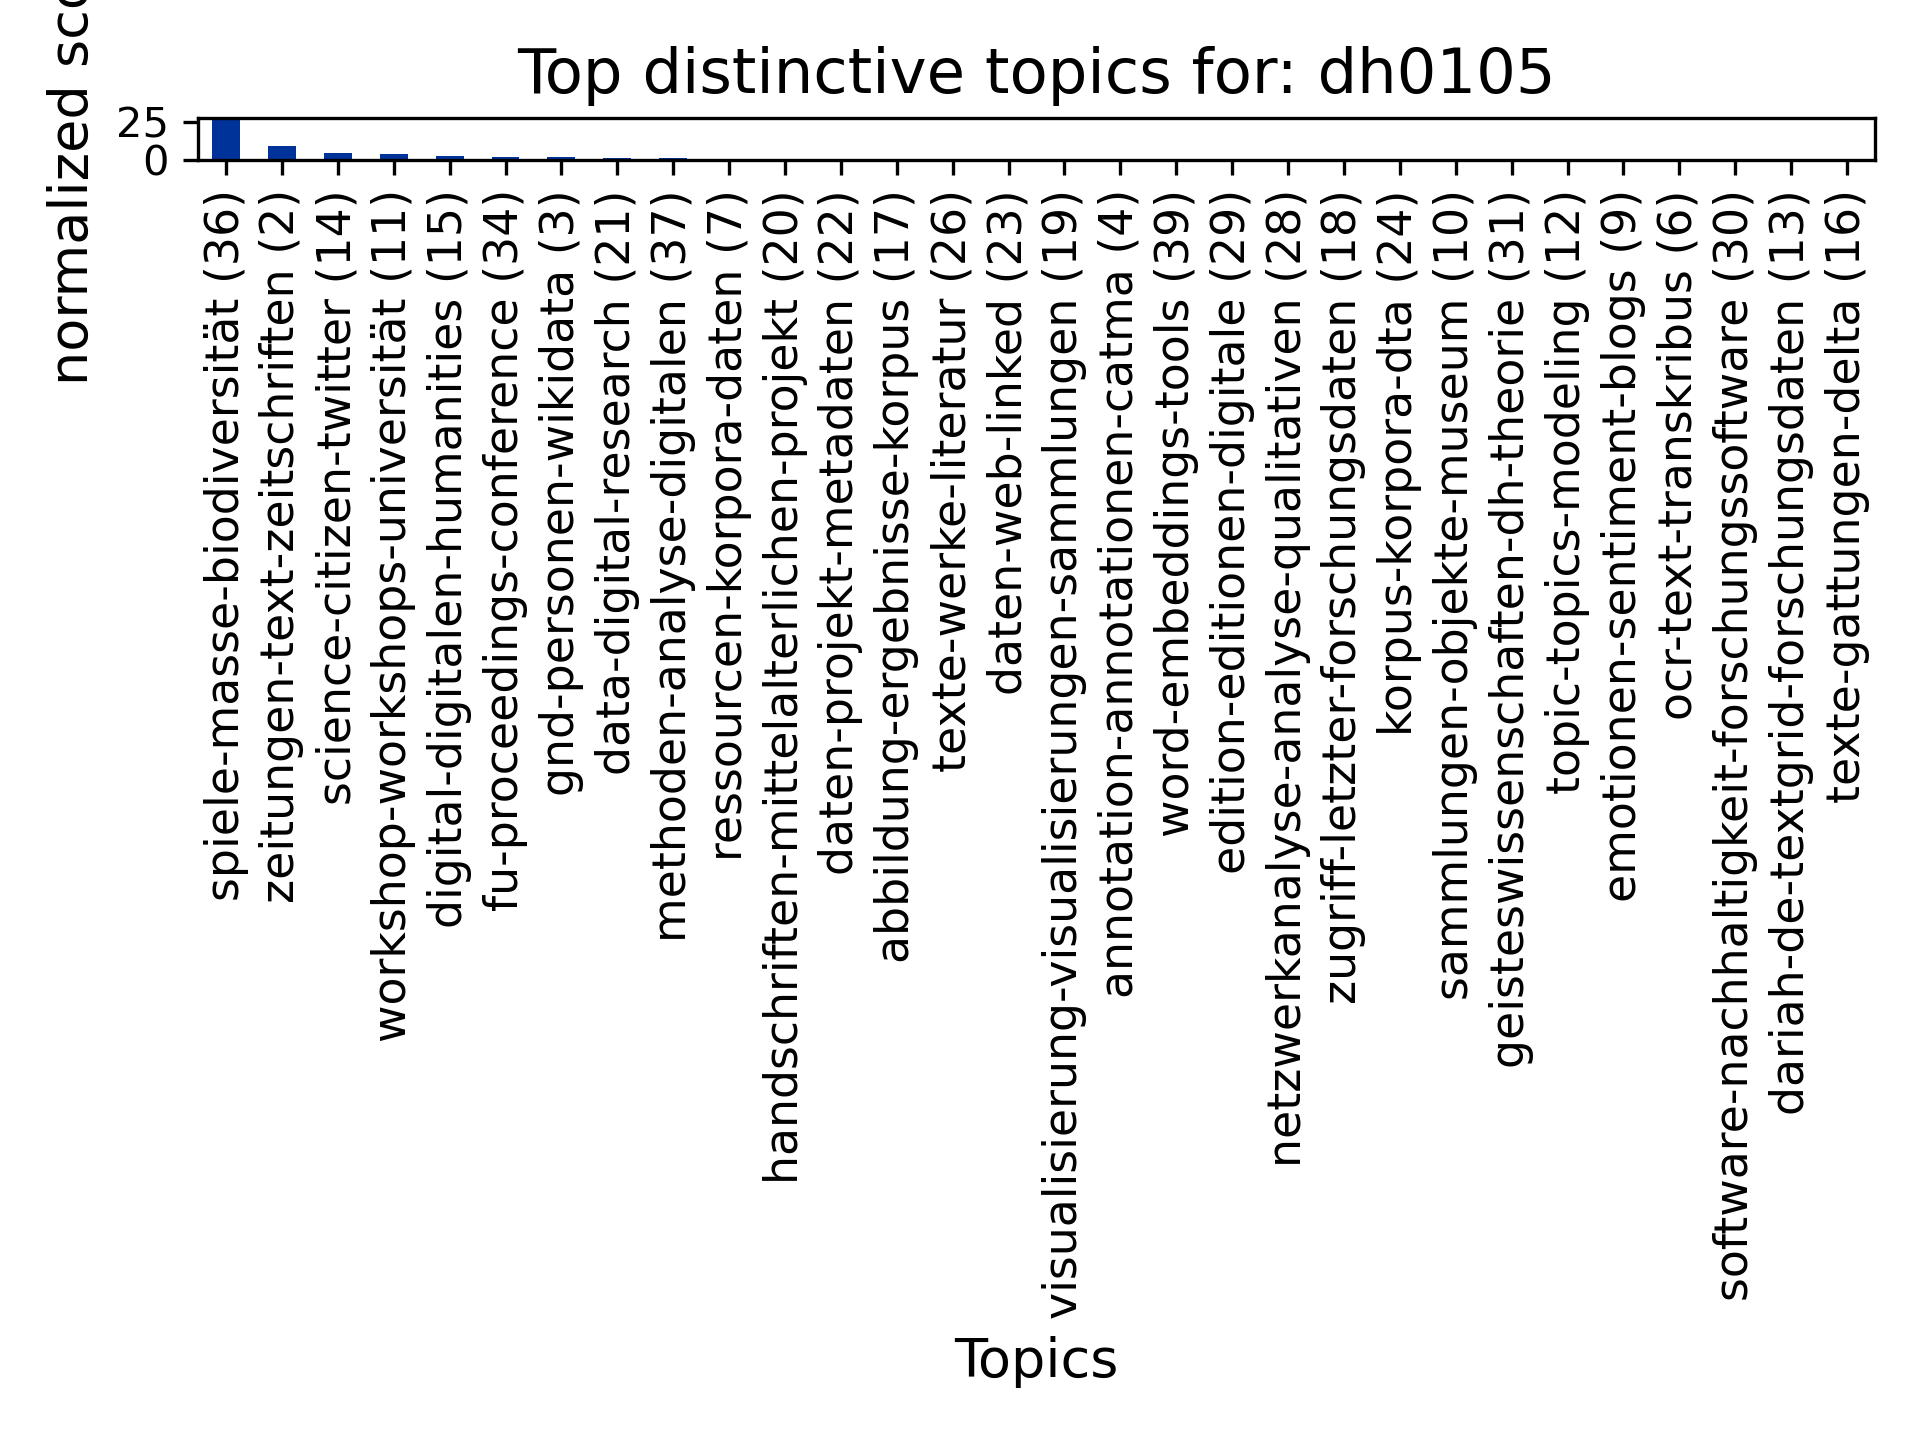 Top distinctive topics for: dh0105
normalized sco
25
0
spiele-masse-biodiversität (36)
zeitungen-text-zeitschriften (2)
science-citizen-twitter (14)
workshop-workshops-universität (11)
digital-digitalen-humanities (15)
fu-proceedings-conference (34)
gnd-personen-wikidata (3)
data-digital-research (21)
methoden-analyse-digitalen (37)
ressourcen-korpora-daten (7)
handschriften-mittelalterlichen-projekt (20)
daten-projekt-metadaten (22)
abbildung-ergebnisse-korpus (17)
texte-werke-literatur (26)
daten-web-linked (23)
visualisierung-visualisierungen-sammlungen (19)
annotation-annotationen-catma (4)
word-embeddings-tools (39)
edition-editionen-digitale (29)
netzwerkanalyse-analyse-qualitativen (28)
zugriff-letzter-forschungsdaten (18)
korpus-korpora-dta (24)
sammlungen-objekte-museum (10)
geisteswissenschaften-dh-theorie (31)
topic-topics-modeling (12)
emotionen-sentiment-blogs (9)
ocr-text-transkribus (6)
software-nachhaltigkeit-forschungssoftware (30)
dariah-de-textgrid-forschungsdaten (13)
texte-gattungen-delta (16)
Topics